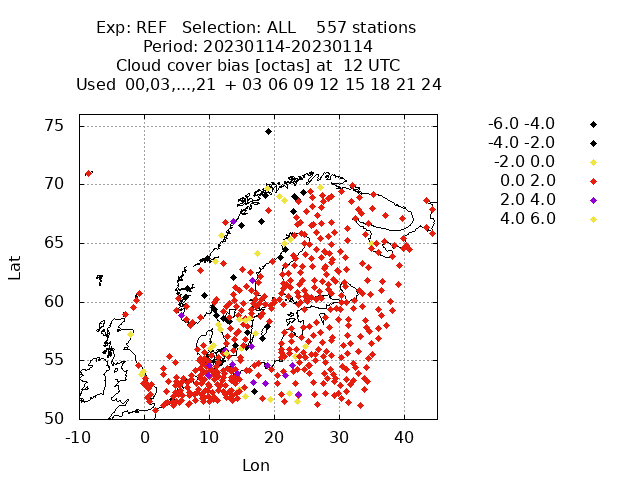 Exp: REF   Selection: ALL    557 stations
Period: 20230114-20230114
Cloud cover bias [octas] at  12 UTC
Used  00,03,...,21  + 03 06 09 12 15 18 21 24
-6.0 -4.0
-4.0 -2.0
-2.0 0.0
0.0 2.0
2.0 4.0
4.0 6.0
75
70
65
60
55
50
Lat
-10 0 10 20 30 40
Lon